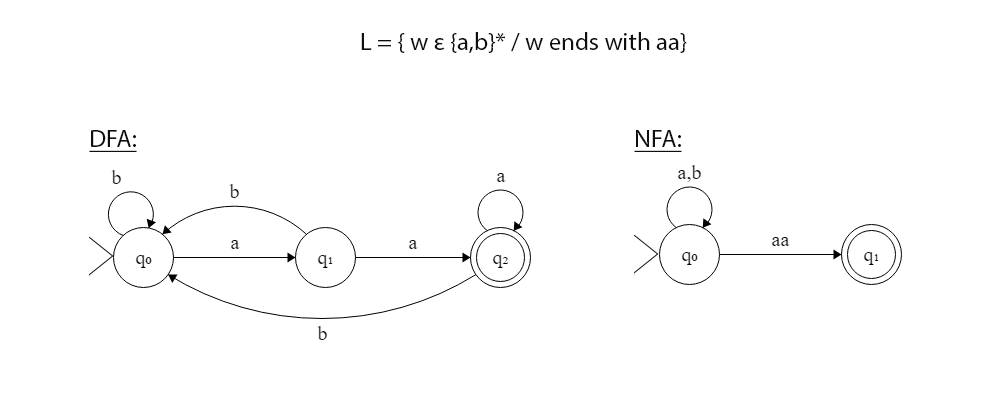 L = { w ε {a,b}* / w ends with aa}
DFA:
NFA:
b
b
a
a,b
a
a
aa
q0
q1
q2
q0
q1
b